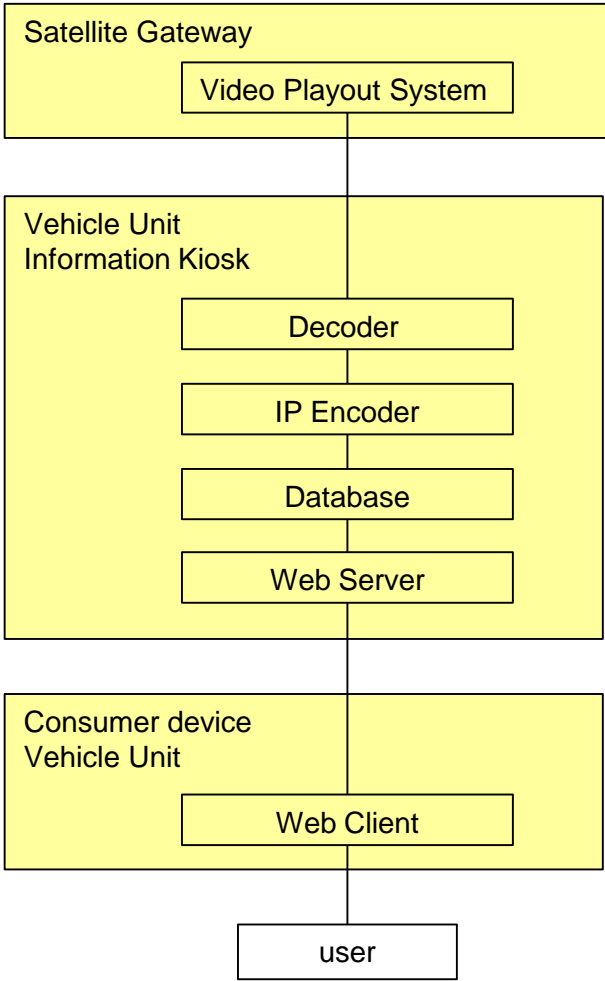 Satellite Gateway
Video Playout System
Vehicle Unit
Information Kiosk
Decoder
IP Encoder
Database
Web Server
Consumer device
Vehicle Unit
Web Client
user